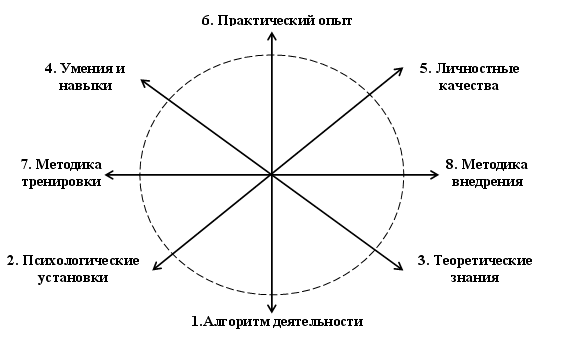 6. Практический опыт
4. Умения и
навыки
5. Личностные
качества
7. Методика
тренировки
8. Методика
внедрения
2. Психологические
установки
3. Теоретические
знания
1.Алгоритм деятельности